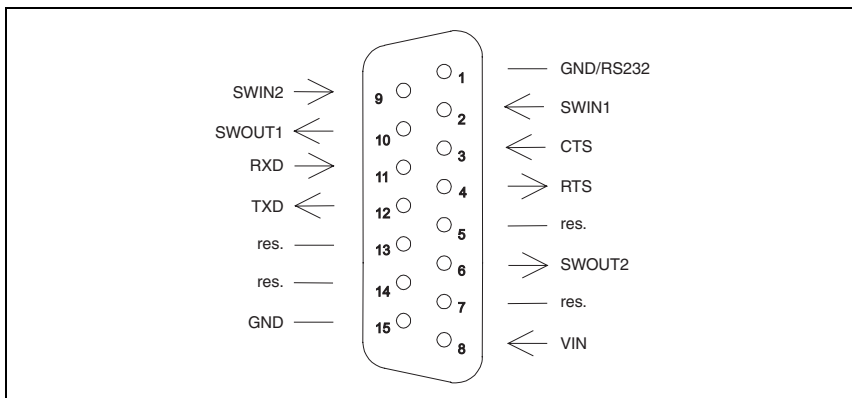 SWIN2
9
SWOUT1
10
RXD
11
TXD
12
res.
13
res.
14
GND
15
1
GND/RS232
2
SWIN1
3
CTS
4
RTS
5
res.
6
SWOUT2
7
res.
8
VIN